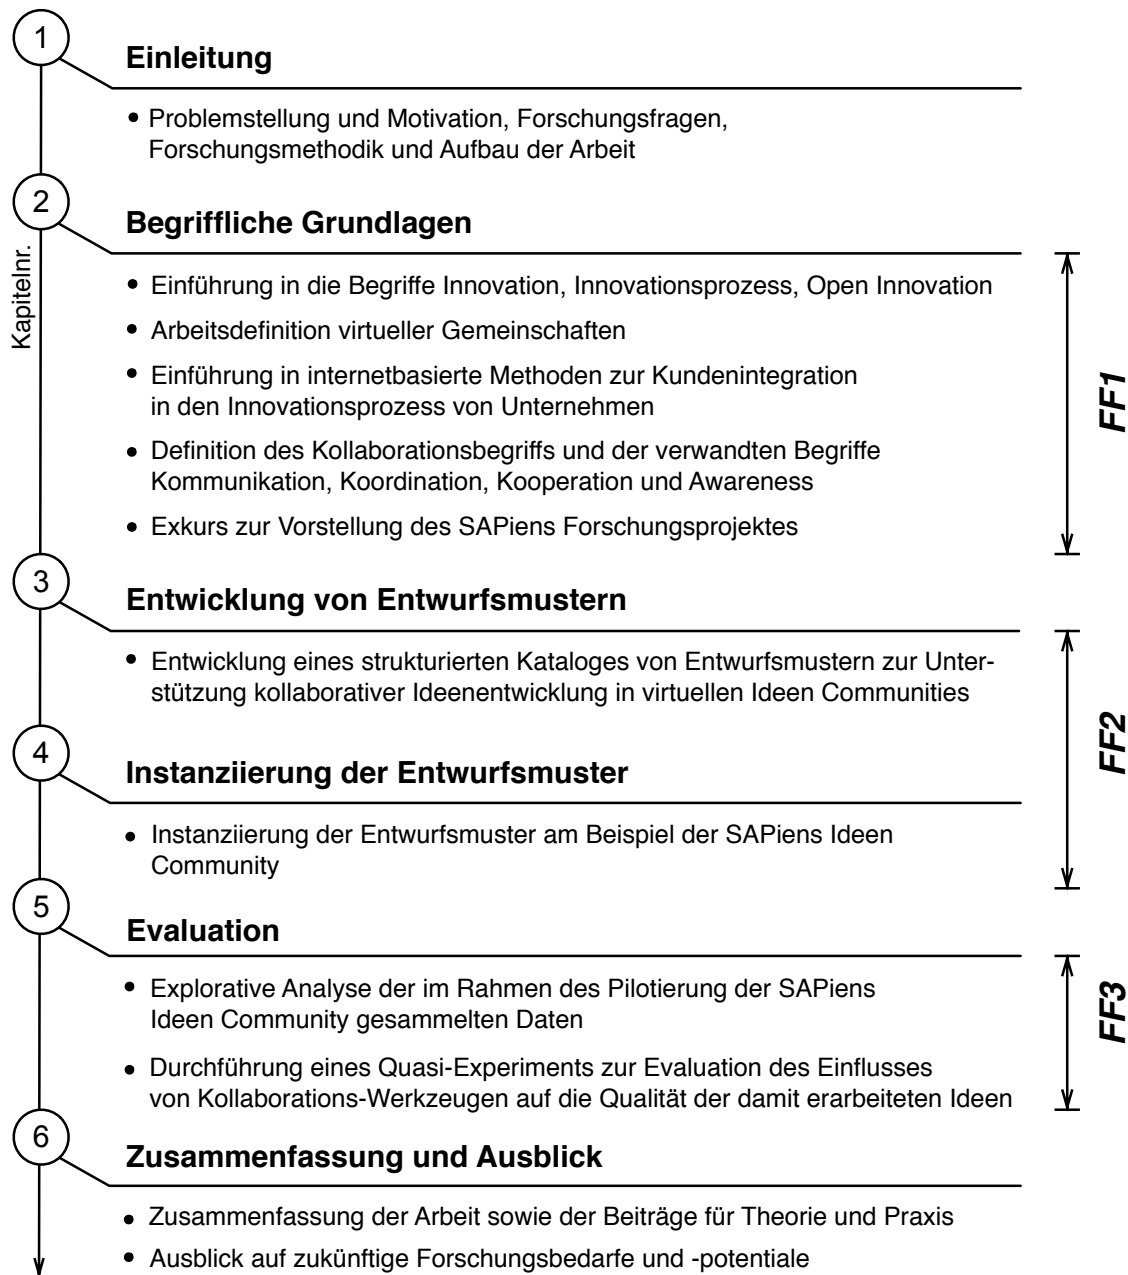 1
Einleitung
• Problemstellung und Motivation, Forschungsfragen,
Forschungsmethodik und Aufbau der Arbeit
2
Begriffliche Grundlagen
Kapitelnr.
• Einführung in die Begriffe Innovation, Innovationsprozess, Open Innovation
• Arbeitsdefinition virtueller Gemeinschaften
• Einführung in internetbasierte Methoden zur Kundenintegration
in den Innovationsprozess von Unternehmen
• Definition des Kollaborationsbegriffs und der verwandten Begriffe
Kommunikation, Koordination, Kooperation und Awareness
• Exkurs zur Vorstellung des SAPiens Forschungsprojektes
FF1
3
Entwicklung von Entwurfsmustern
• Entwicklung eines strukturierten Kataloges von Entwurfsmustern zur Unter-
stützung kollaborativer Ideenentwicklung in virtuellen Ideen Communities
4
Instanziierung der Entwurfsmuster
• Instanziierung der Entwurfsmuster am Beispiel der SAPiens Ideen
Community
FF2
5
Evaluation
• Explorative Analyse der im Rahmen des Pilotierung der SAPiens
Ideen Community gesammelten Daten
• Durchführung eines Quasi-Experiments zur Evaluation des Einflusses
von Kollaborations-Werkzeugen auf die Qualität der damit erarbeiteten Ideen
FF3
6
Zusammenfassung und Ausblick
• Zusammenfassung der Arbeit sowie der Beiträge für Theorie und Praxis
• Ausblick auf zukünftige Forschungsbedarfe und -potentiale